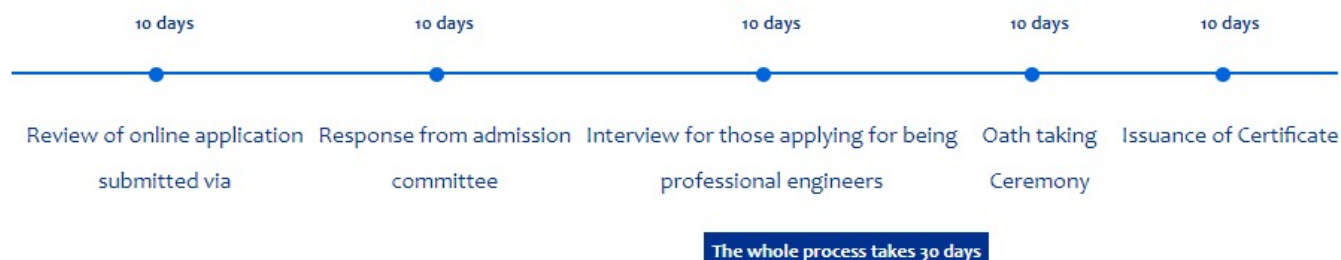 10 days 10 days 10 days 10 days 10 days
Review of online application Response from admission Interview for those applying for being Oath taking Issuance of Certificate
submitted via committee professional engineers Ceremony
The whole process takes 30 days